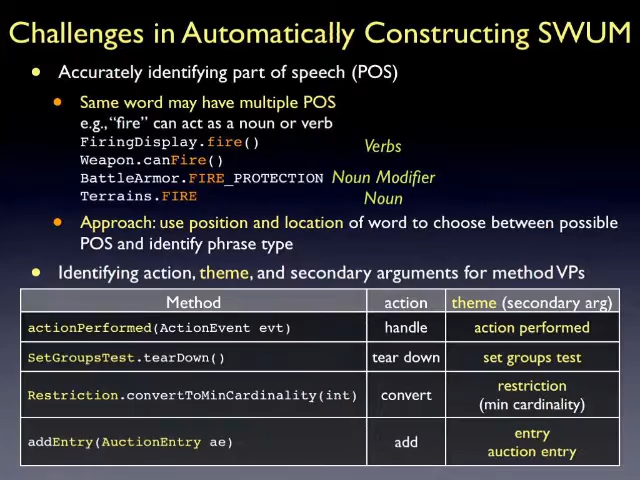 Challenges in Automatically Constructing SWUM
• Accurately identifying part of speech (POS)
• Same word may have multiple POS
e.g., “fire” can act as a noun or verb
FiringDisplay.fire()
Verbs
Weapon.canFire()
BattleArmor.FIRE_PROTECTION Noun Modifier
Terrains.FIRE Noun
• Approach: use position and location of word to choose between possible
POS and identify phrase type
• Identifying action, theme, and secondary arguments for method VPs
Method action theme (secondary arg)
actionPerformed(ActionEvent evt) handle action performed
SetGroupsTest.tearDown() tear down set groups test
Restriction.convertToMinCardinality(int) convert restriction
(min cardinality)
addEntry(AuctionEntry ae) add entry
auction entry